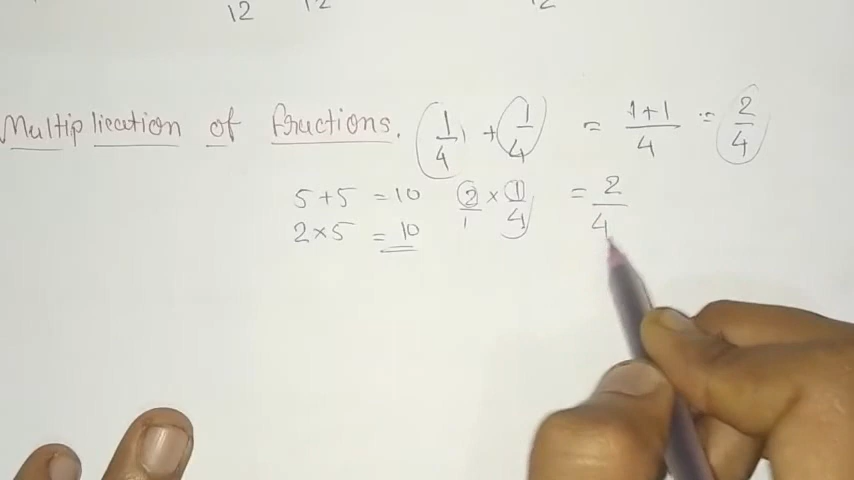 12 12 12
Multiplication of fructions. 1/4 + 1/4 = 1+1/4 = 2/4
5+5 = 10 2/1 × 1/4 = 2/4
2×5 = 10